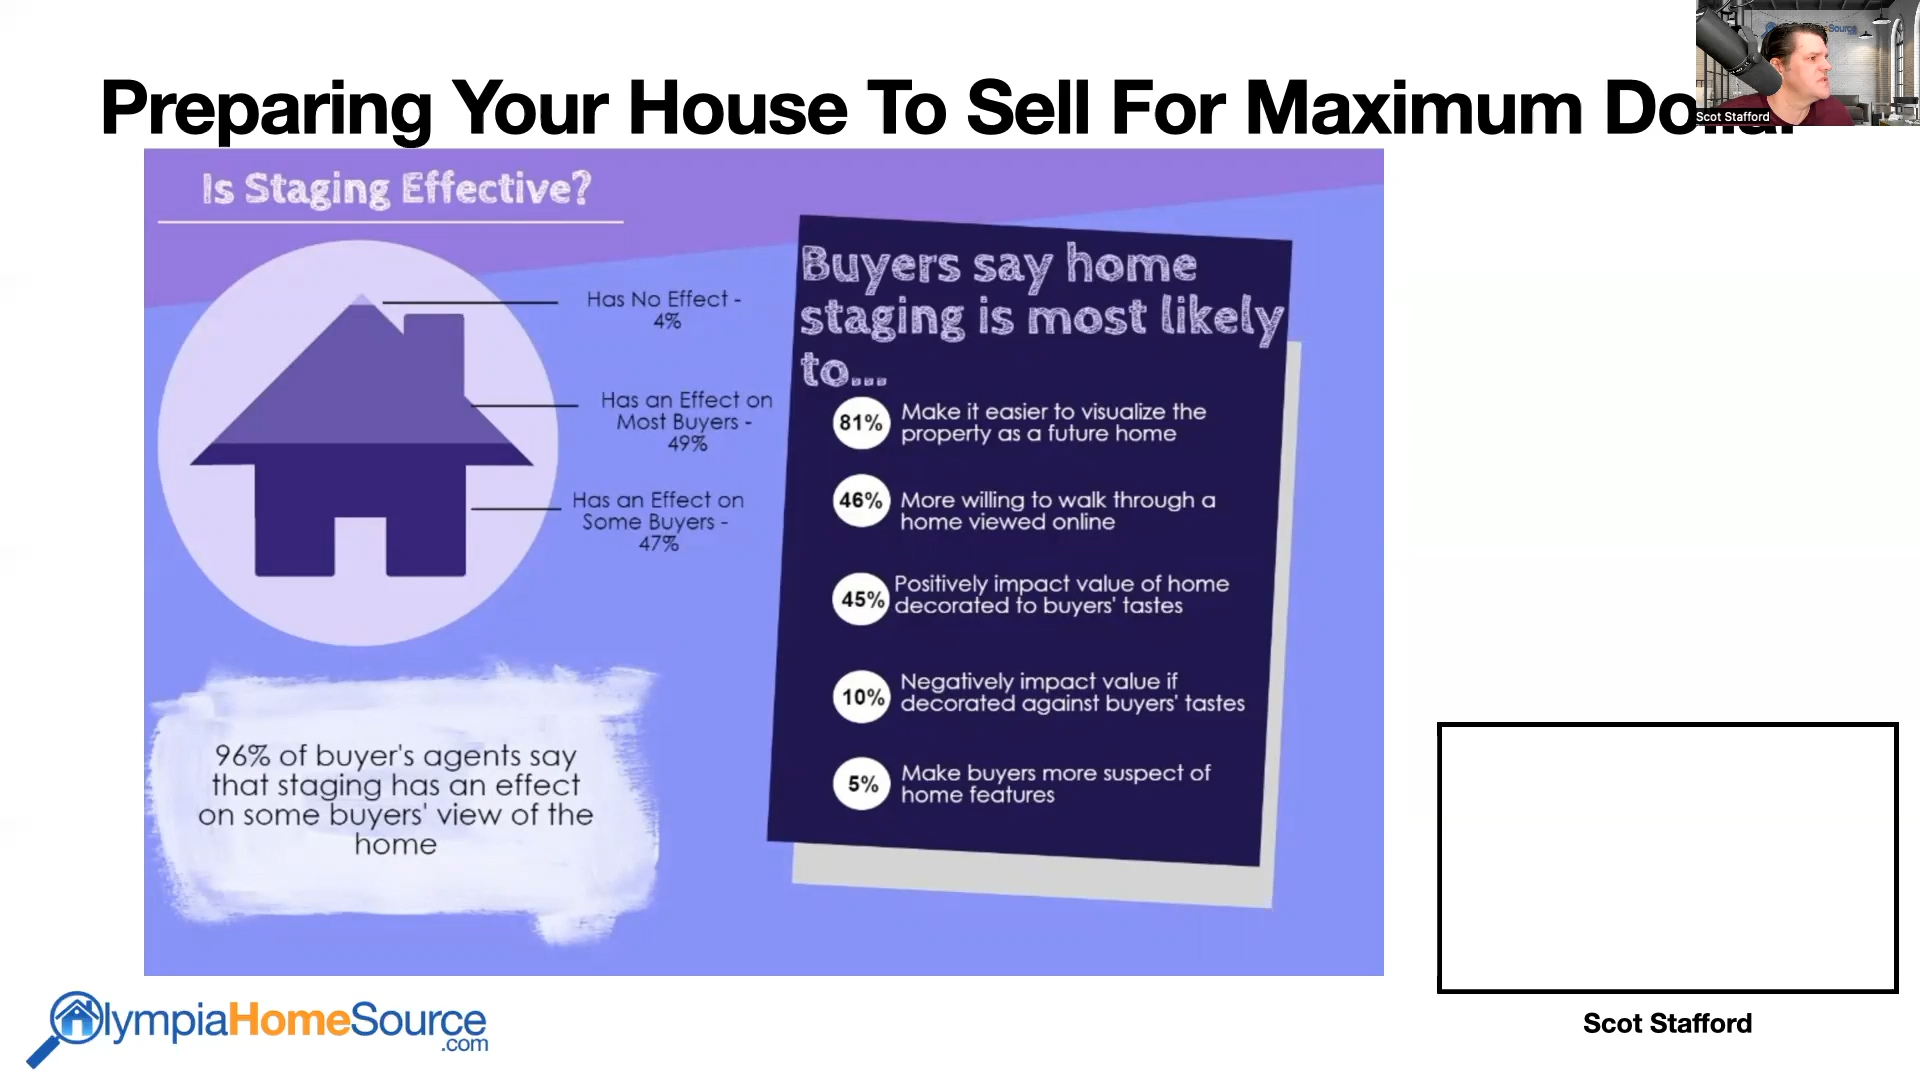 Preparing Your House To Sell For Maximum
Scot Stafford
Is Staging Effective?
Has No Effect -
4%
Has an Effect on
Most Buyers -
49%
Has an Effect on
Some Buyers -
47%
96% of buyer's agents say
that staging has an effect
on some buyers' view of the
home
Buyers say home
staging is most likely
to...
81%
Make it easier to visualize the
property as a future home
46%
More willing to walk through a
home viewed online
45%
Positively impact value of home
decorated to buyers' tastes
10%
Negatively impact value if
decorated against buyers' tastes
5%
Make buyers more suspect of
home features
OlympiaHomeSource
.com
Scot Stafford